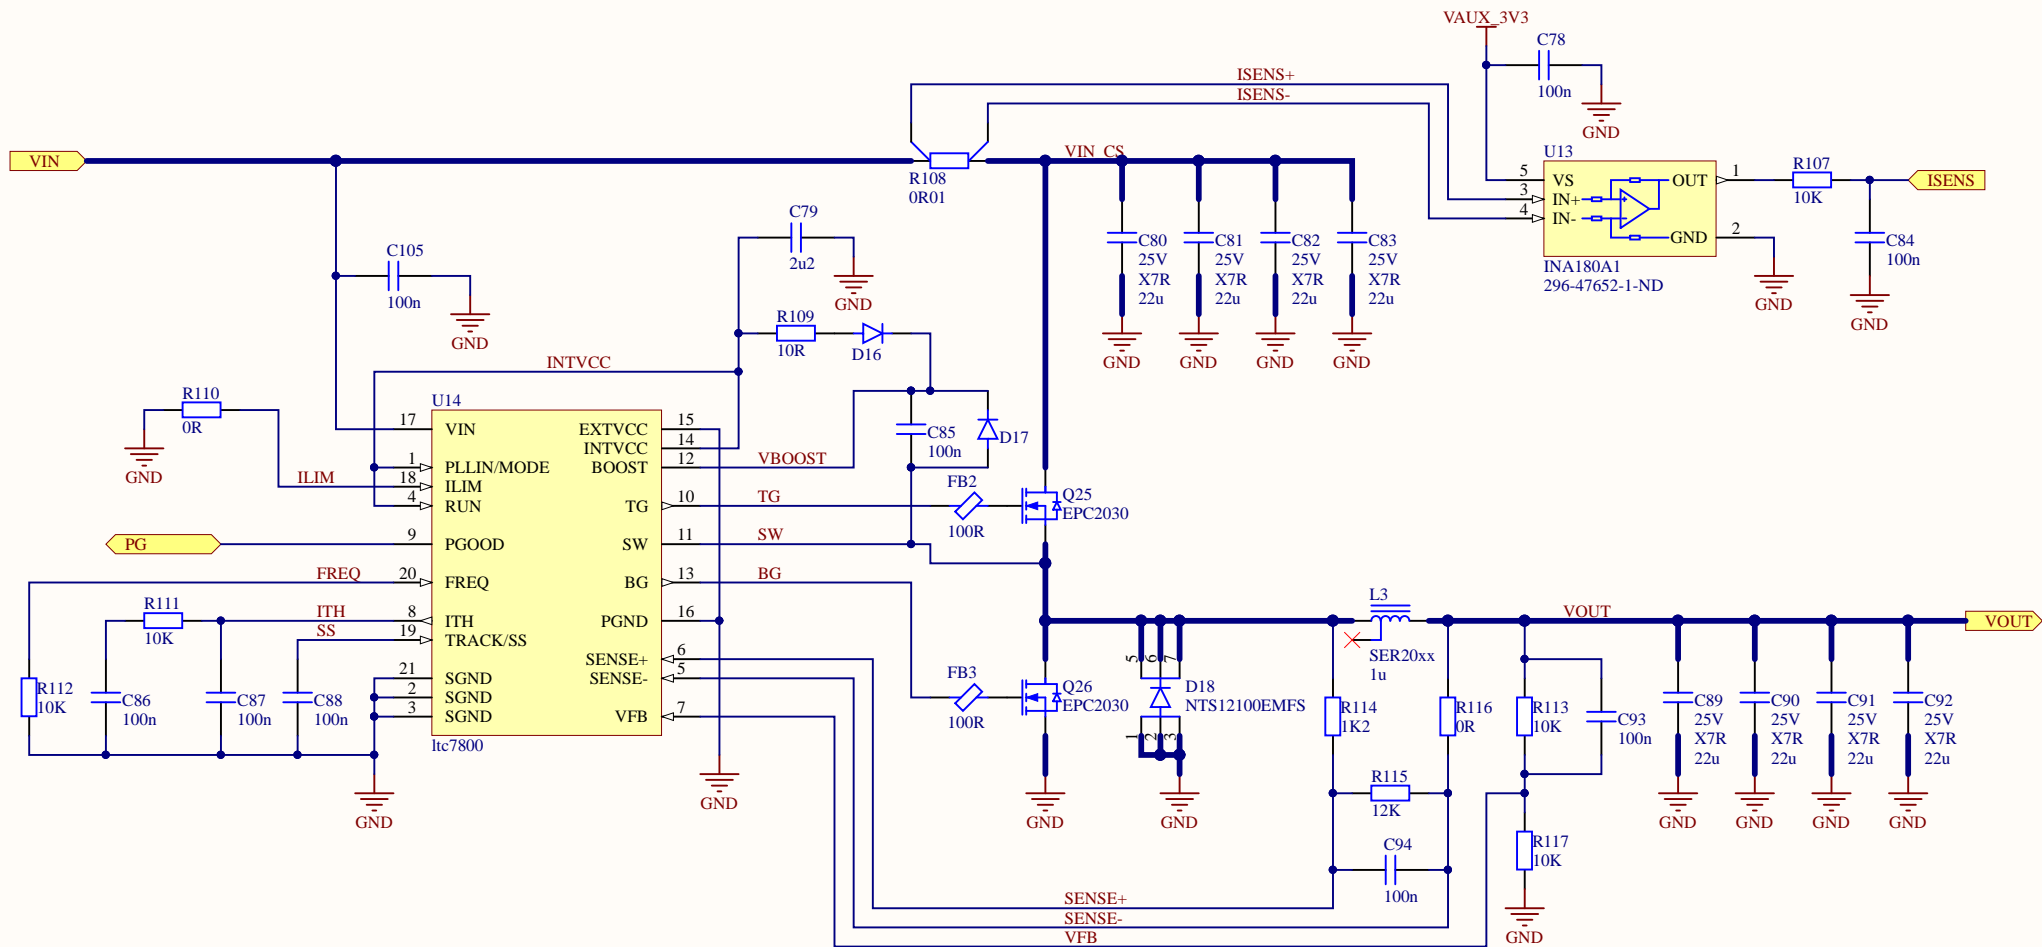 VAUX_3V3
C78
100n
GND
ISENS+
ISENS-
VIN
R108
0R01
VIN_CS
U13
5
VS
3
IN+
4
IN-
OUT
1
GND
2
INA180A1
296-47652-1-ND
R107
10K
ISENS
C84
100n
GND
GND
C79
2u2
GND
C105
100n
GND
C80
25V
X7R
22u
GND
C81
25V
X7R
22u
GND
C82
25V
X7R
22u
GND
C83
25V
X7R
22u
GND
R109
10R
D16
INTVCC
R110
0R
GND
U14
17
VIN
1
PLLIN/MODE
18
ILIM
4
RUN
9
PGOOD
20
FREQ
8
ITH
19
TRACK/SS
21
SGND
2
SGND
3
SGND
EXTVCC
15
INTVCC
14
BOOST
12
TG
10
SW
11
BG
13
PGND
16
SENSE+
6
SENSE-
5
VFB
7
ltc7800
ILIM
PG
FREQ
ITH
SS
R111
10K
R112
10K
C86
100n
C87
100n
C88
100n
GND
GND
VBOOST
TG
SW
BG
C85
100n
D17
FB2
100R
Q25
EPC2030
FB3
100R
Q26
EPC2030
GND
5
6
7
D18
NTS12100EMFS
1
2
3
GND
L3
SER20xx
1u
VOUT
VOUT
R114
1K2
R116
0R
R113
10K
C93
100n
R115
12K
C94
100n
R117
10K
GND
C89
25V
X7R
22u
GND
C90
25V
X7R
22u
GND
C91
25V
X7R
22u
GND
C92
25V
X7R
22u
GND
SENSE+
SENSE-
VFB